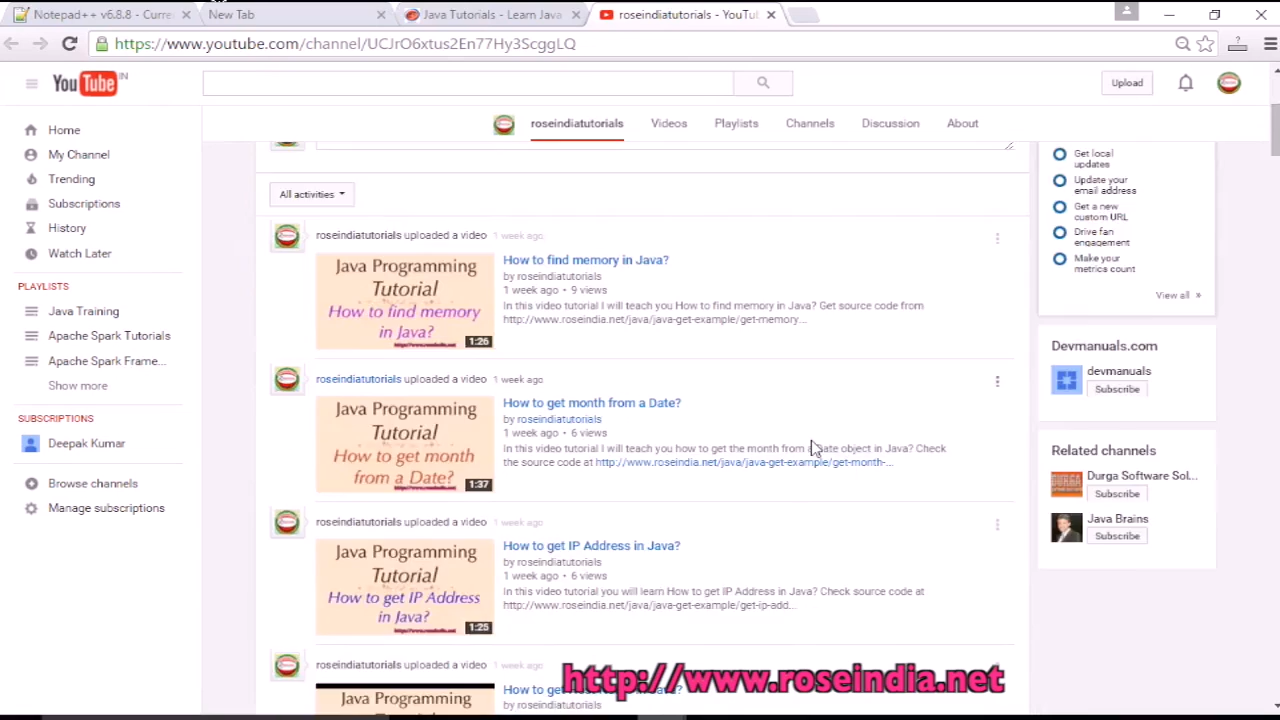 Notepad++ v6.8.8 - Curre
New Tab
Java Tutorials - Learn Java
roseindiatutorials - YouTu
https://www.youtube.com/channel/UCJrO6xtus2En77Hy3ScggLQ
YouTube IN
Upload
roseindiatutorials
Videos
Playlists
Channels
Discussion
About
Home
My Channel
Trending
Subscriptions
History
Watch Later
PLAYLISTS
Java Training
Apache Spark Tutorials
Apache Spark Frame...
Show more
SUBSCRIPTIONS
Deepak Kumar
Browse channels
Manage subscriptions
All activities
roseindiatutorials uploaded a video 1 week ago
Java Programming
Tutorial
How to find memory
in Java?
1:26
How to find memory in Java?
by roseindiatutorials
1 week ago • 9 views
In this video tutorial I will teach you How to find memory in Java? Get source code from
http://www.roseindia.net/java/java-get-example/get-memory...
roseindiatutorials uploaded a video 1 week ago
Java Programming
Tutorial
How to get month
from a Date?
1:37
How to get month from a Date?
by roseindiatutorials
1 week ago • 6 views
In this video tutorial I will teach you how to get the month from a Date object in Java? Check
the source code at http://www.roseindia.net/java/java-get-example/get-month-...
roseindiatutorials uploaded a video 1 week ago
Java Programming
Tutorial
How to get IP Address
in Java?
1:25
How to get IP Address in Java?
by roseindiatutorials
1 week ago • 6 views
In this video tutorial you will learn How to get IP Address in Java? Check source code at
http://www.roseindia.net/java/java-get-example/get-ip-add...
roseindiatutorials uploaded a video 1 week ago
Java Programming
How to get
by roseindiatutorials
http://www.roseindia.net
Get local
updates
Update your
email address
Get a new
custom URL
Drive fan
engagement
Make your
metrics count
View all »
Devmanuals.com
devmanuals
Subscribe
Related channels
Durga Software Sol...
Subscribe
Java Brains
Subscribe